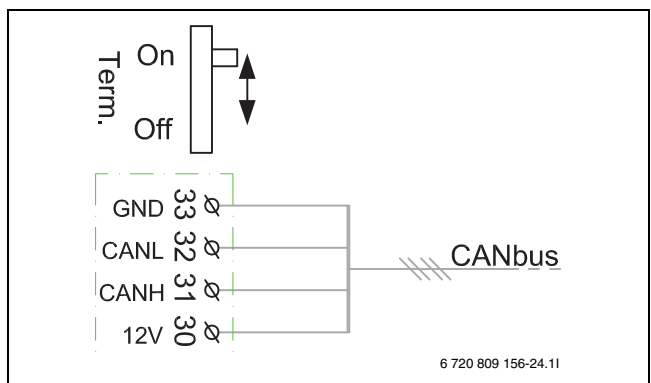 Term.
On
Off
GND 33
CANL 32
CANH 31
12V 30
CANbus
6 720 809 156-24.1I